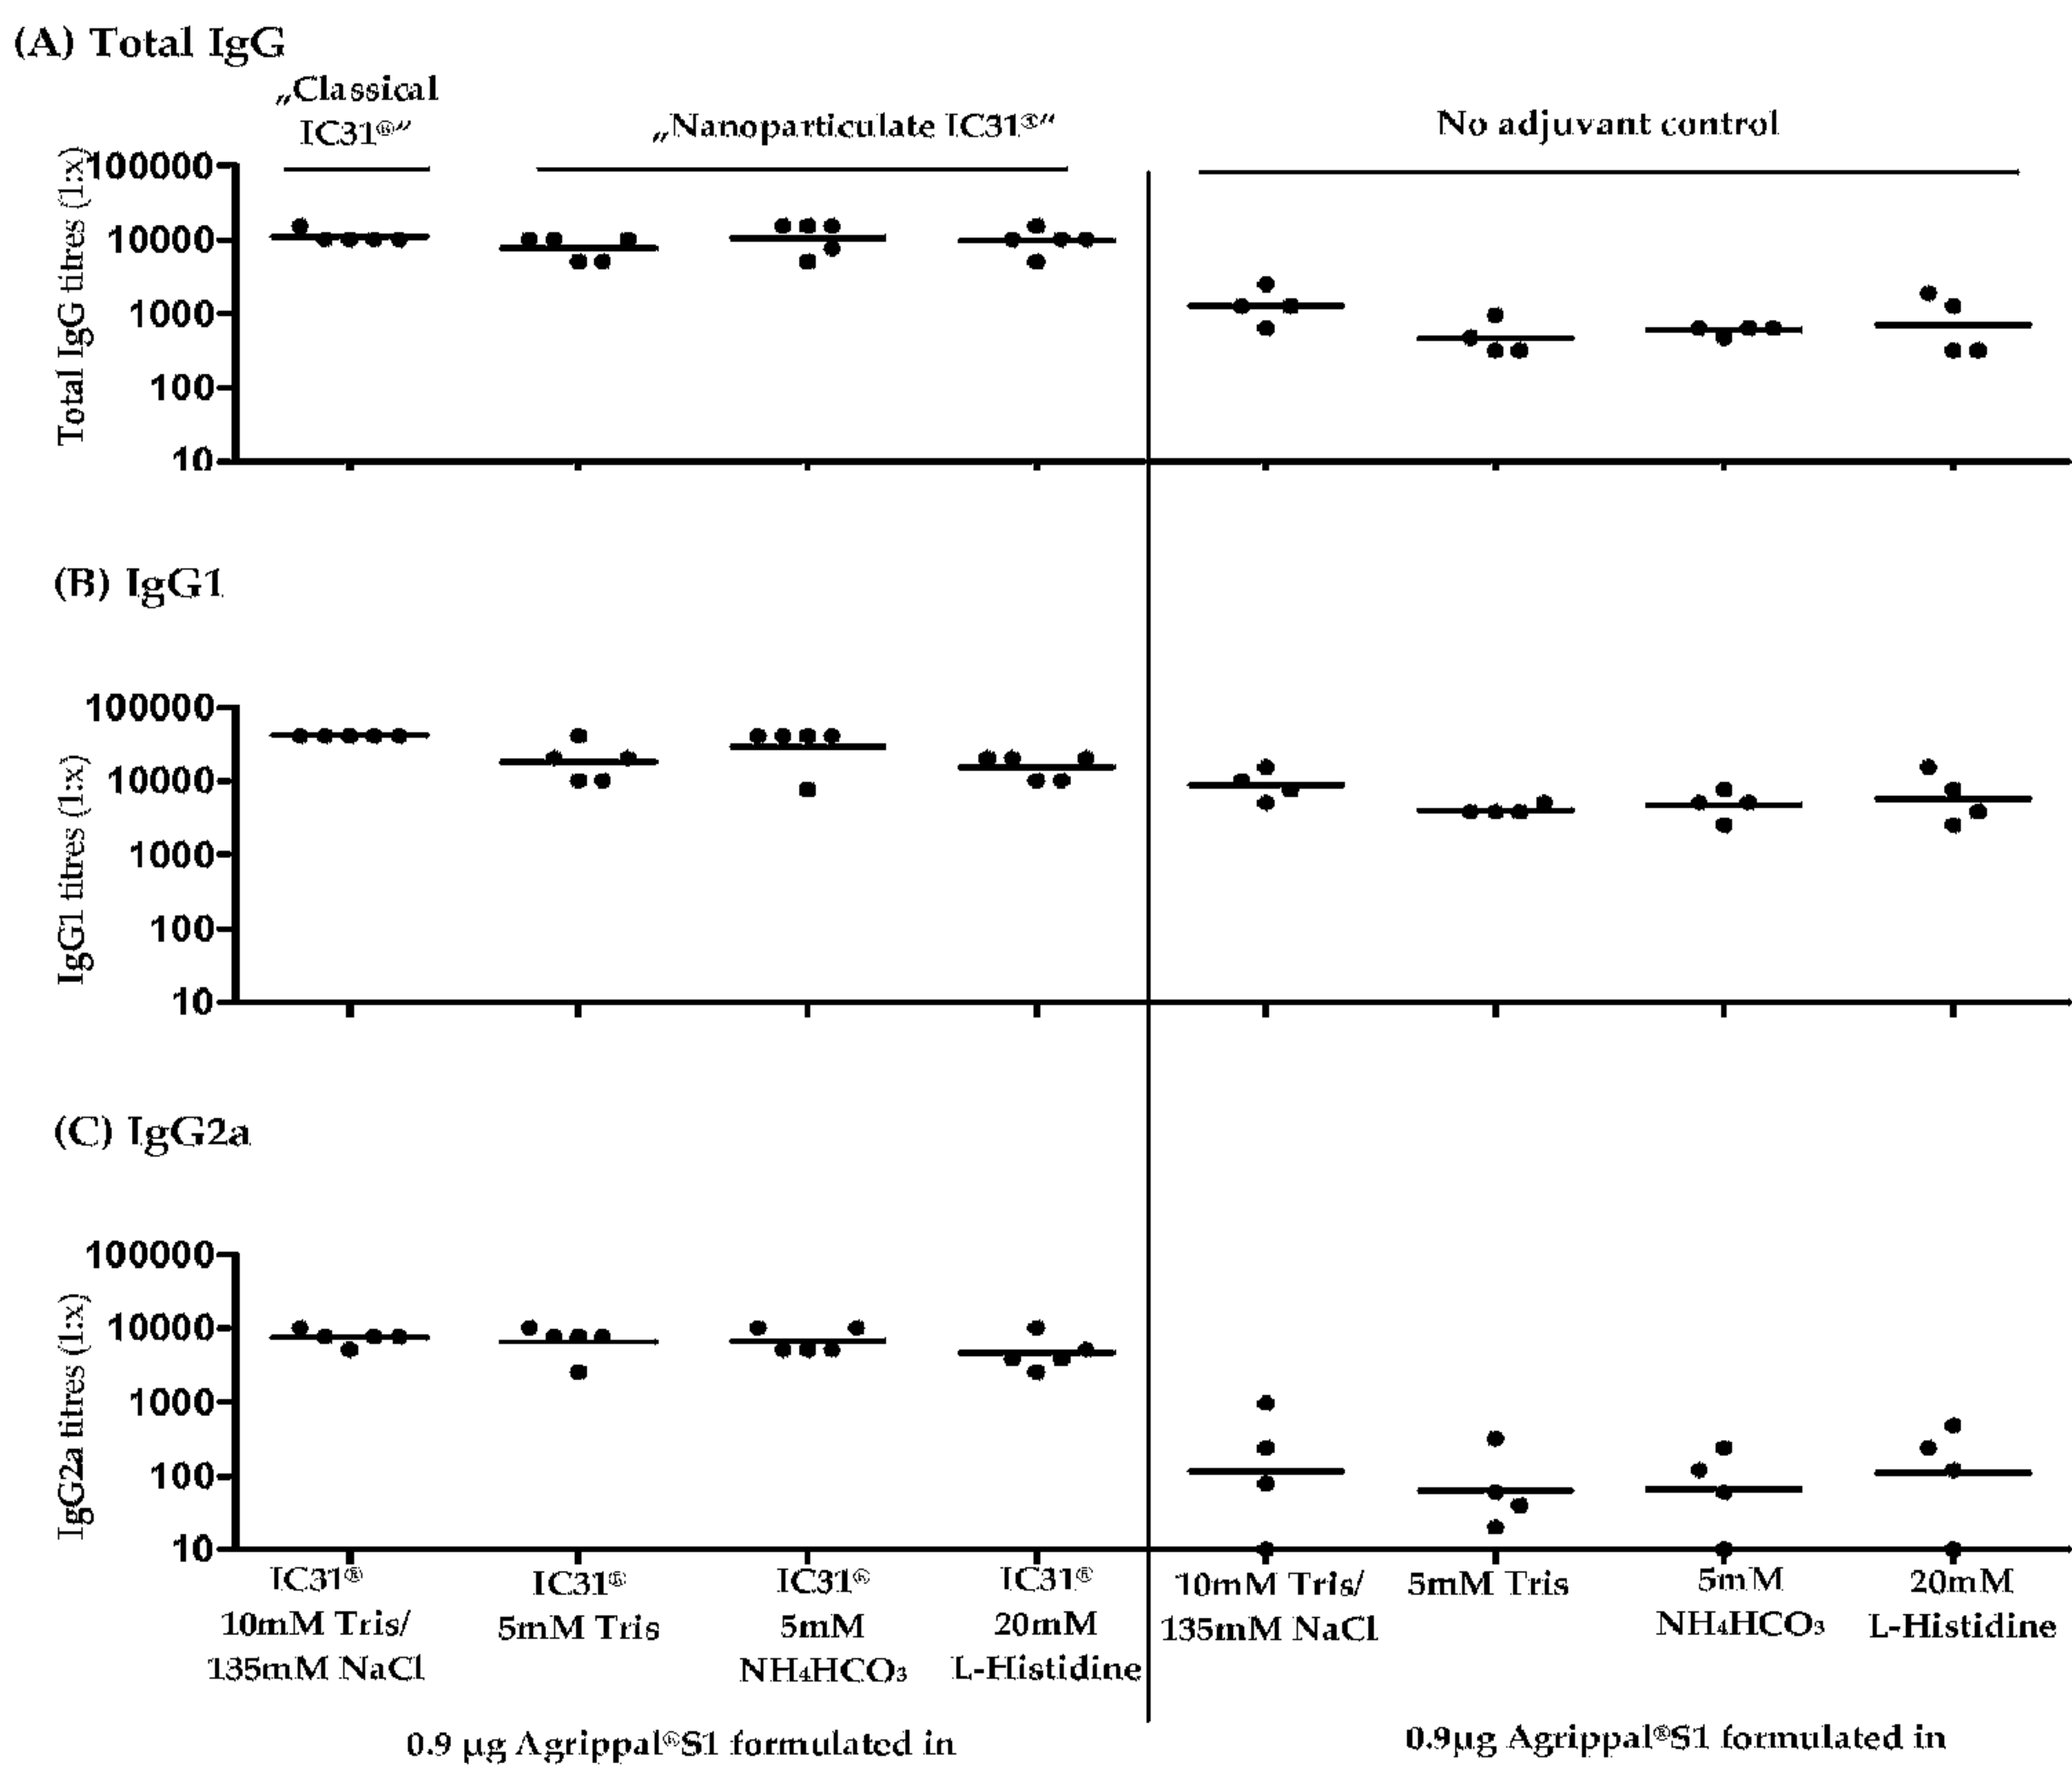 (A) Total IgG
„Classical
IC31®”
„Nanoparticulate IC31®”
No adjuvant control
Total IgG titres (1:x)
100000
10000
1000
100
10
(B) IgG1
IgG1 titres (1:x)
100000
10000
1000
100
10
(C) IgG2a
IgG2a titres (1:x)
100000
10000
1000
100
10
IC31®
10mM Tris/
135mM NaCl
IC31®
5mM Tris
IC31®
5mM
NH₄HCO₃
IC31®
20mM
L-Histidine
10mM Tris/
135mM NaCl
5mM Tris
5mM
NH₄HCO₃
20mM
L-Histidine
0.9 µg Agrippal®S1 formulated in
0.9µg Agrippal®S1 formulated in